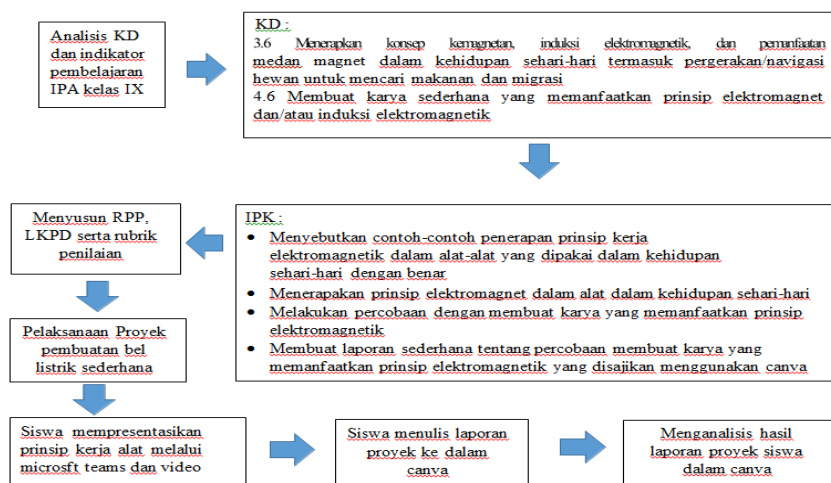 Analisis KD
dan indikator
pembelajaran
IPA kelas IX
KD :
3.6 Menerapkan konsep kemagnetan, induksi elektromagnetik, dan pemanfaatan
medan magnet dalam kehidupan sehari-hari termasuk pergerakan/navigasi
hewan untuk mencari makanan dan migrasi
4.6 Membuat karya sederhana yang memanfaatkan prinsip elektromagnet
dan/atau induksi elektromagnetik
IPK :
• Menyebutkan contoh-contoh penerapan prinsip kerja
elektromagnetik dalam alat-alat yang dipakai dalam kehidupan
sehari-hari dengan benar
• Menerapakan prinsip elektromagnet dalam alat dalam kehidupan sehari-hari
• Melakukan percobaan dengan membuat karya yang memanfaatkan prinsip
elektromagnetik
• Membuat laporan sederhana tentang percobaan membuat karya yang
memanfaatkan prinsip elektromagnetik yang disajikan menggunakan canva
Menyusun RPP,
LKPD serta rubrik
penilaian
Pelaksanaan Proyek
pembuatan bel
listrik sederhana
Siswa mempresentasikan
prinsip kerja alat melalui
microsft teams dan video
Siswa menulis laporan
proyek ke dalam
canva
Menganalisis hasil
laporan proyek siswa
dalam canva